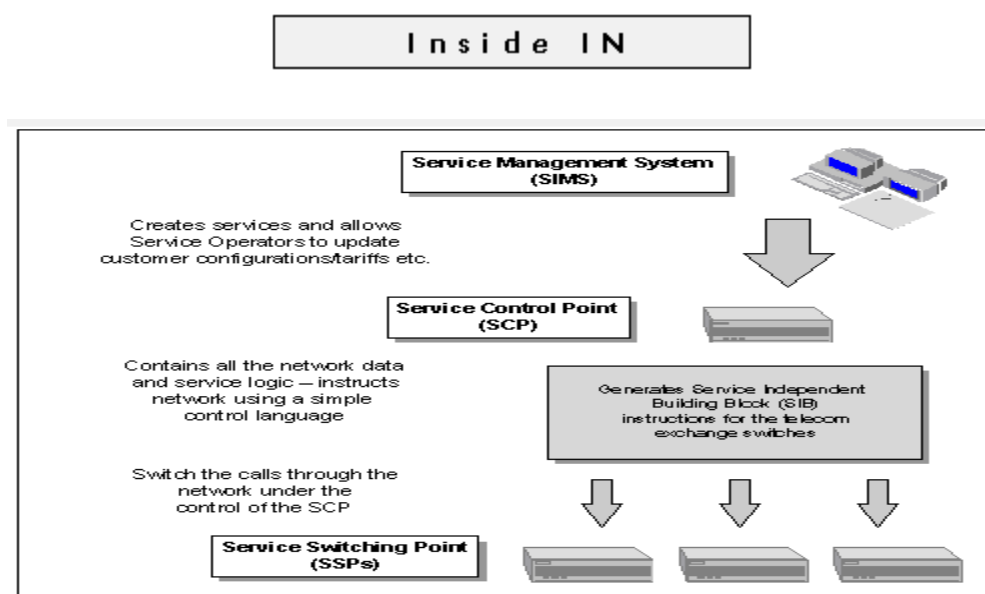 Inside IN
Service Management System
(SIMS)
Creates services and allows
Service Operators to update
customer configurations/tariffs etc.
Service Control Point
(SCP)
Contains all the network data
and service logic – instructs
network using a simple
control language
Generates Service Independent
Building Block (SIB)
instructions for the telecom
exchange switches
Switch the calls through the
network under the
control of the SCP
Service Switching Point
(SSPs)